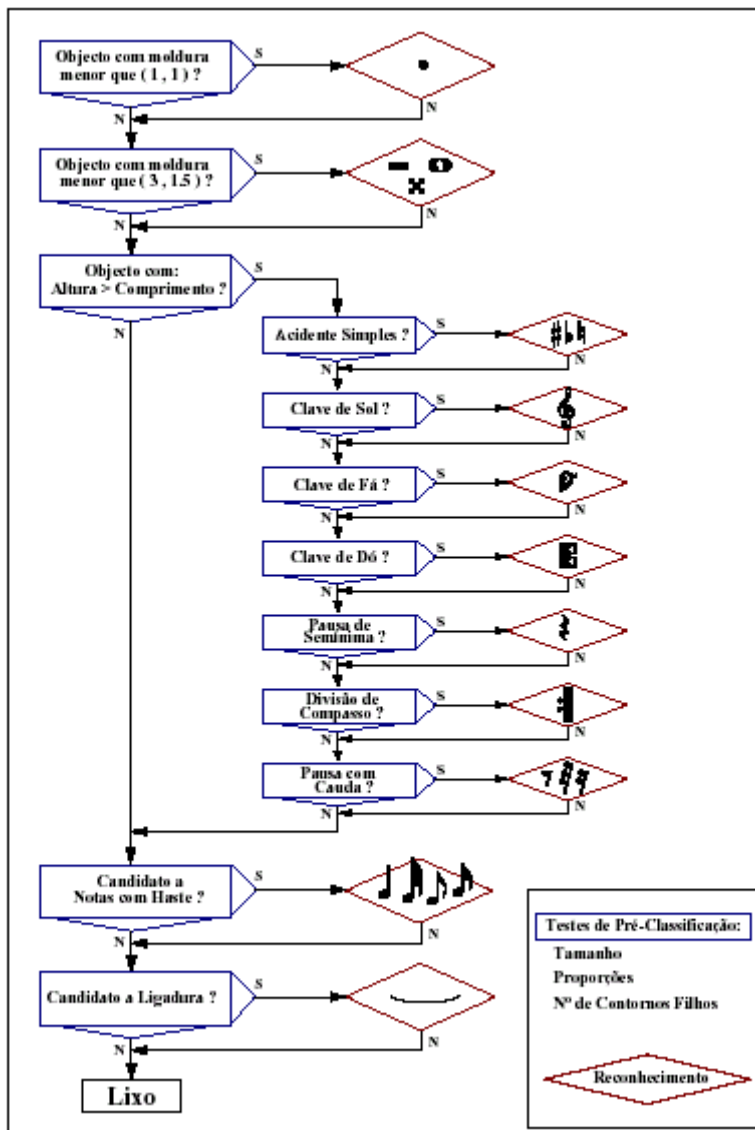 Objecto com moldura
menor que ( 1 , 1 ) ?
S
N
N
Objecto com moldura
menor que ( 3 , 1.5 ) ?
S
N
N
Objecto com:
Altura > Comprimento ?
S
N
Acidente Simples ?
S
N
N
Clave de Sol ?
S
N
N
Clave de Fá ?
S
N
N
Clave de Dó ?
S
N
N
Pausa de
Semínima ?
S
N
N
Divisão de
Compasso ?
S
N
N
Pausa com
Cauda ?
S
N
N
Candidato a
Notas com Haste ?
S
N
N
Candidato a Ligadura ?
S
N
N
Lixo
Testes de Pré-Classificação:
Tamanho
Proporções
Nº de Contornos Filhos
Reconhecimento